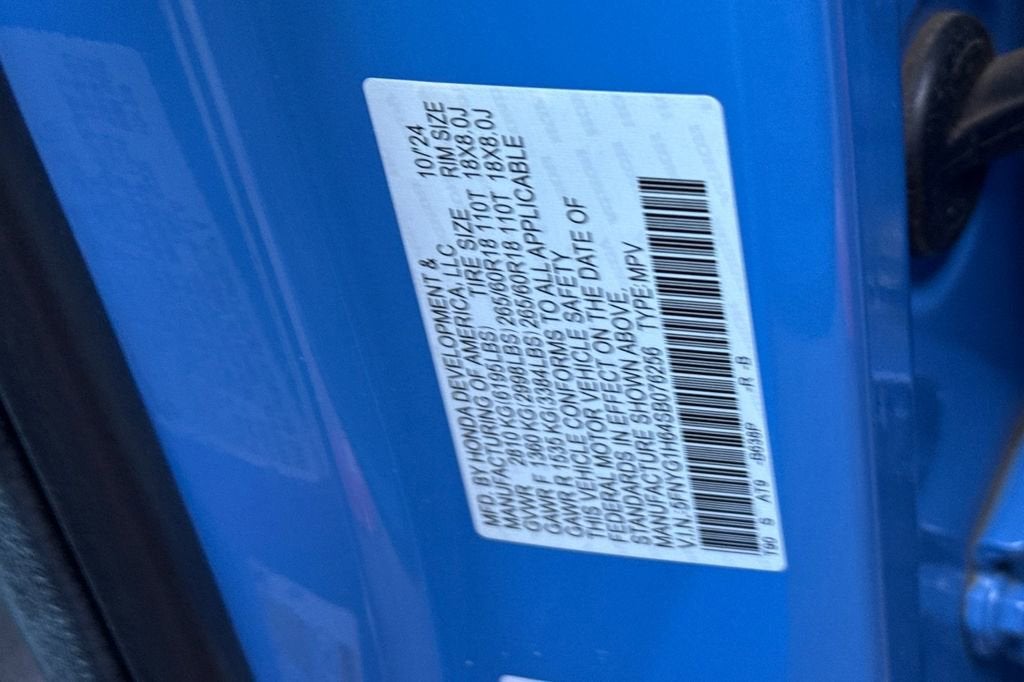 MFD. BY HONDA DEVELOPMENT & 10/'24
MANUFACTURING OF AMERICA, LLC RIM SIZE
GVWR 2810 KG(6195LBS) TIRE SIZE 18X8.0J
GAWR F 1360 KG(2998LBS) 265/60R18 110T 18X8.0J
GAWR R 1535 KG(3384LBS) 265/60R18 110T
THIS VEHICLE CONFORMS TO ALL APPLICABLE
FEDERAL MOTOR VEHICLE SAFETY
STANDARDS IN EFFECT ON THE DATE OF
MANUFACTURE SHOWN ABOVE.
V.I.N. TYPE:MPV
190 S A19 -B638P -R -B